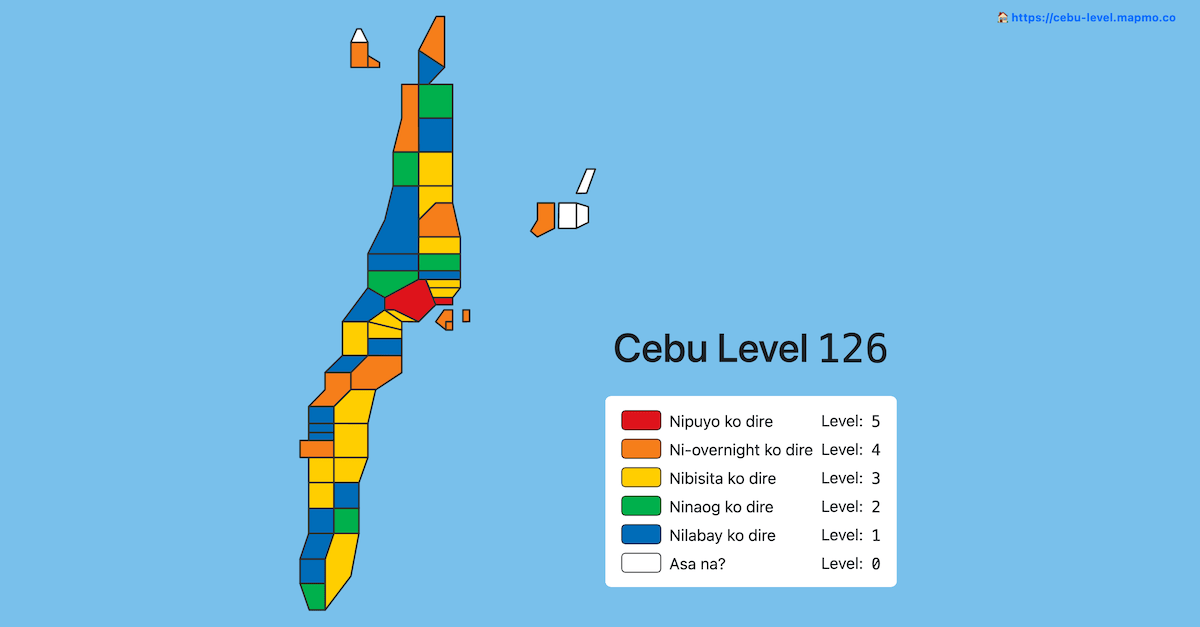 https://cebu-level.mapmo.co
Cebu Level 126
Nipuyo ko dire Level: 5
Ni-overnight ko dire Level: 4
Nibisita ko dire Level: 3
Ninaog ko dire Level: 2
Nilabay ko dire Level: 1
Asa na? Level: 0